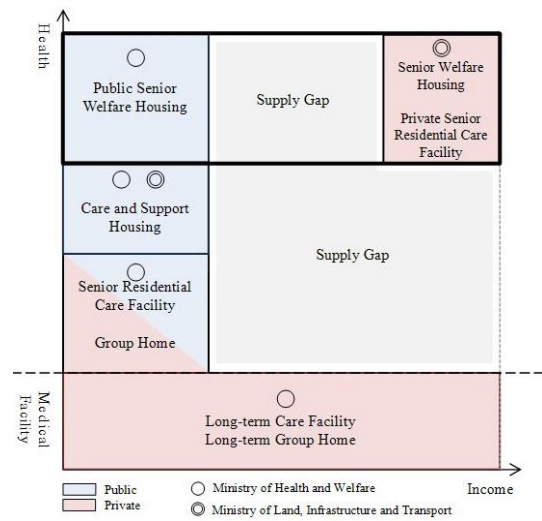 Health
Public Senior
Welfare Housing
Supply Gap
Senior Welfare
Housing
Private Senior
Residential Care
Facility
Care and Support
Housing
Supply Gap
Senior Residential
Care Facility
Group Home
Medical
Facility
Long-term Care Facility
Long-term Group Home
Income
Public
Private
Ministry of Health and Welfare
Ministry of Land, Infrastructure and Transport